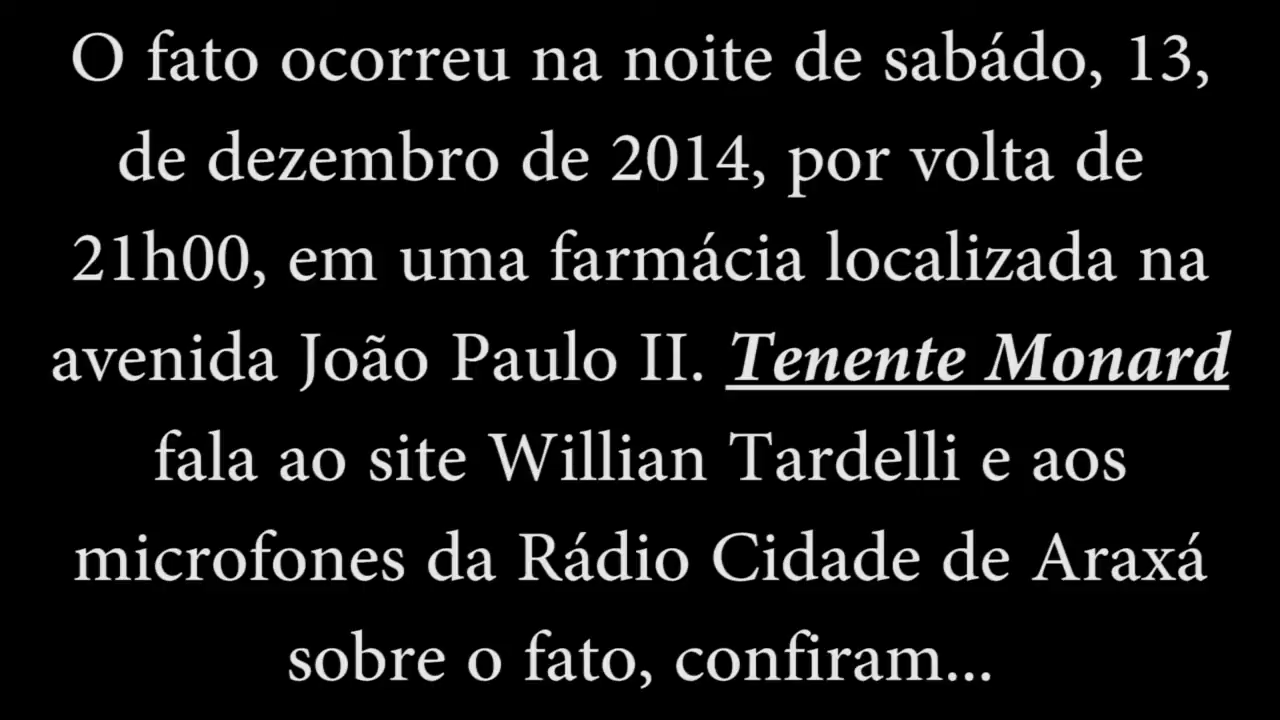 O fato ocorreu na noite de sabádo, 13,
de dezembro de 2014, por volta de
21h00, em uma farmácia localizada na
avenida João Paulo II. Tenente Monard
fala ao site Willian Tardelli e aos
microfones da Rádio Cidade de Araxá
sobre o fato, confiram...